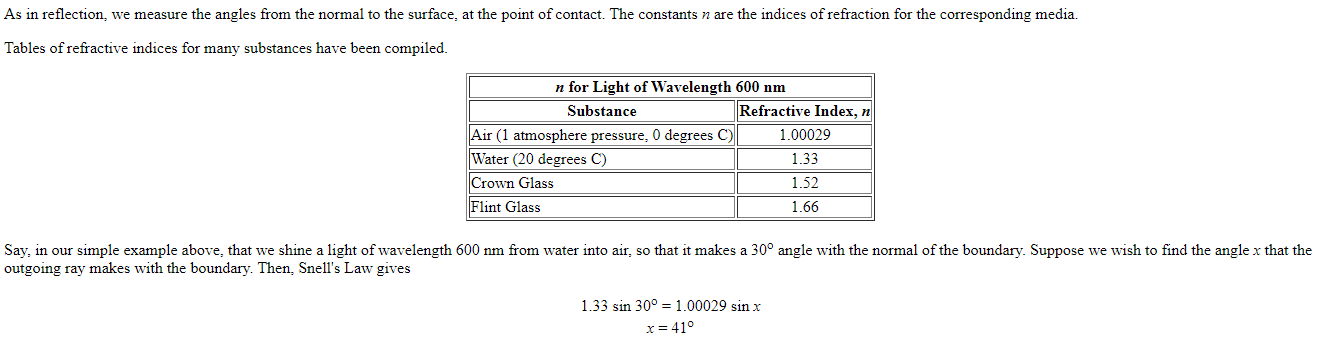 As in reflection, we measure the angles from the normal to the surface, at the point of contact. The constants n are the indices of refraction for the corresponding media.
Tables of refractive indices for many substances have been compiled.
n for Light of Wavelength 600 nm
Substance Refractive Index, n
Air (1 atmosphere pressure, 0 degrees C) 1.00029
Water (20 degrees C) 1.33
Crown Glass 1.52
Flint Glass 1.66
Say, in our simple example above, that we shine a light of wavelength 600 nm from water into air, so that it makes a 30° angle with the normal of the boundary. Suppose we wish to find the angle x that the
outgoing ray makes with the boundary. Then, Snell's Law gives
1.33 sin 30° = 1.00029 sin x
x = 41°